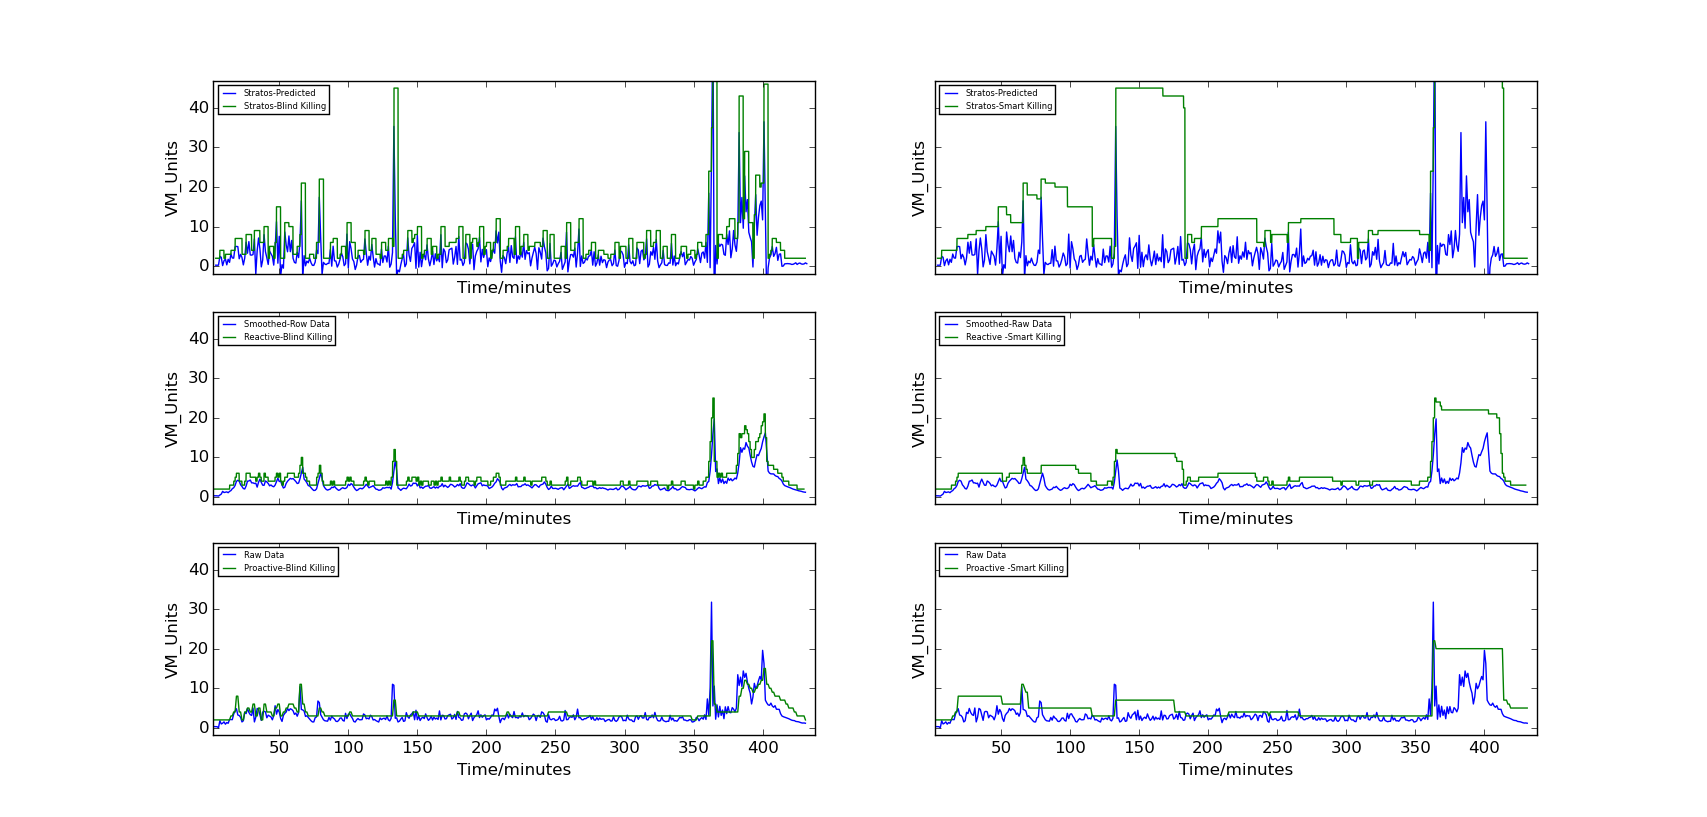 Stratos-Predicted
Stratos-Blind Killing
VM_Units
40
30
20
10
0
Time/minutes
Stratos-Predicted
Stratos-Smart Killing
VM_Units
Time/minutes
Smoothed-Row Data
Reactive-Blind Killing
VM_Units
40
30
20
10
0
Time/minutes
Smoothed-Raw Data
Reactive -Smart Killing
VM_Units
Time/minutes
Raw Data
Proactive-Blind Killing
VM_Units
40
30
20
10
0
50 100 150 200 250 300 350 400
Time/minutes
Raw Data
Proactive -Smart Killing
VM_Units
50 100 150 200 250 300 350 400
Time/minutes